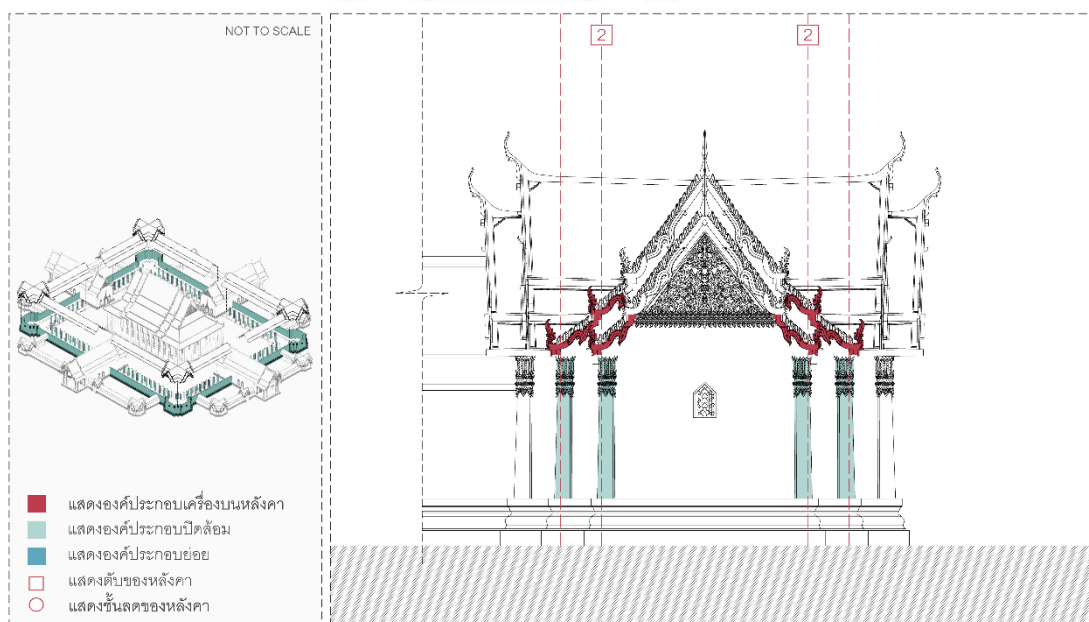 NOT TO SCALE
2 2
แสดงองค์ประกอบเครื่องบนหลังคา
แสดงองค์ประกอบปิดล้อม
แสดงองค์ประกอบย่อย
แสดงตับของหลังคา
แสดงชั้นลดของหลังคา